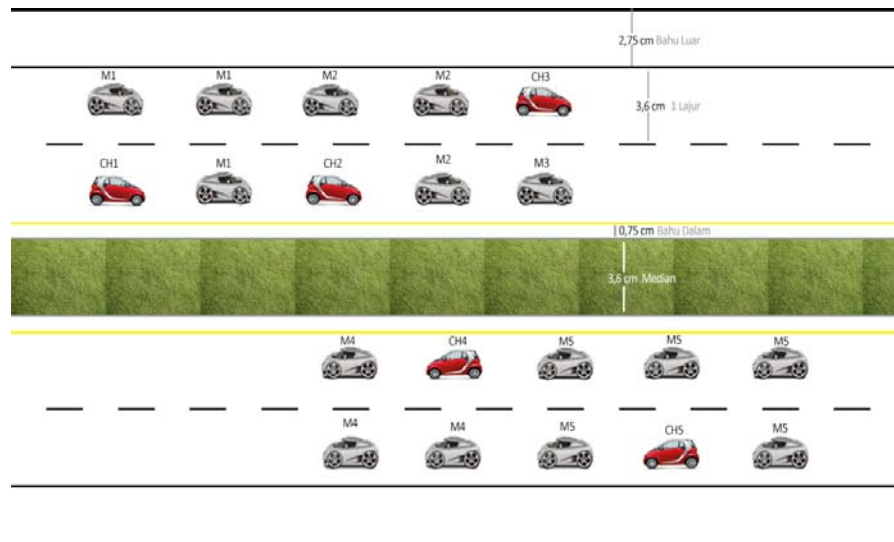 2,75 cm Bahu Luar
M1 M1 M2 M2 CH3
3,6 cm 1 Lajur
CH1 M1 CH2 M2 M3
0,75 cm Bahu Dalam
3,6 cm Median
M4 CH4 M5 M5 M5
M4 M4 M5 CH5 M5